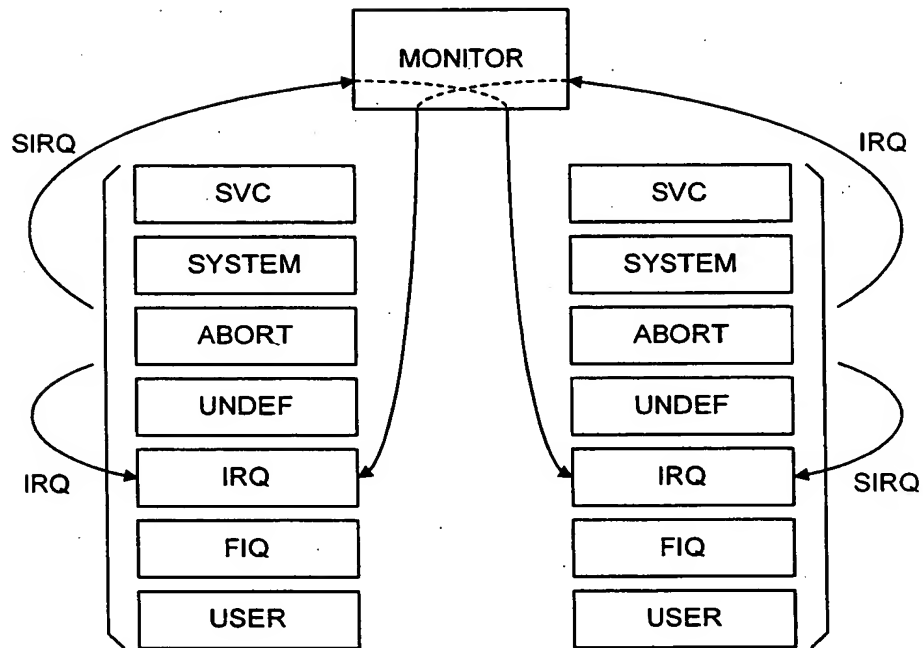 MONITOR
SIRQ
IRQ
SVC
SVC
SYSTEM
SYSTEM
ABORT
ABORT
UNDEF
UNDEF
IRQ
IRQ
IRQ
SIRQ
FIQ
FIQ
USER
USER